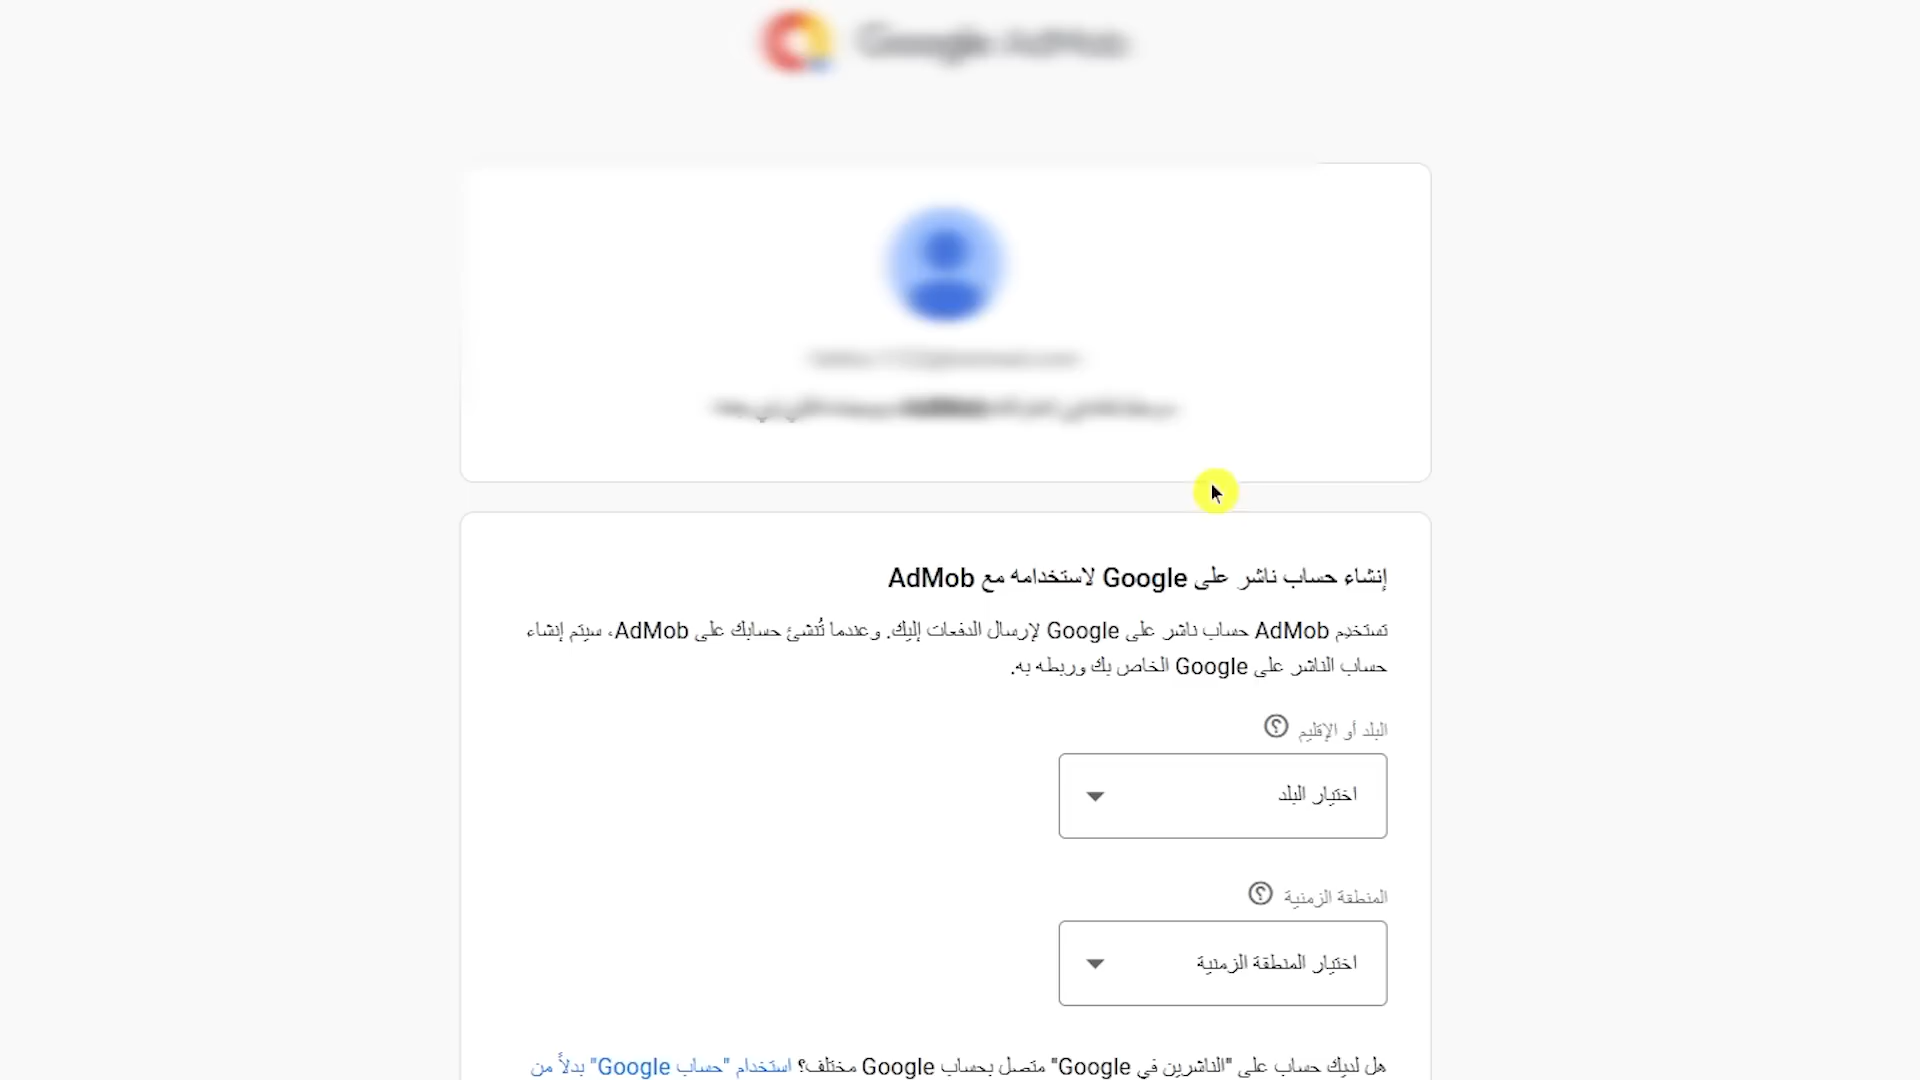 Google AdMob
إنشاء حساب ناشر على Google لاستخدامه مع AdMob
تستخدِم AdMob حساب ناشر على Google لإرسال الدفعات إليك. وعندما تُنشئ حسابك على AdMob، سيتم إنشاء
حساب الناشر على Google الخاص بك وربطه به.
البلد أو الإقليم
اختيار البلد
المنطقة الزمنية
اختيار المنطقة الزمنية
هل لديك حساب على "الناشرين في Google" متصل بحساب Google مختلف؟ استخدام "حساب Google" بدلاً من